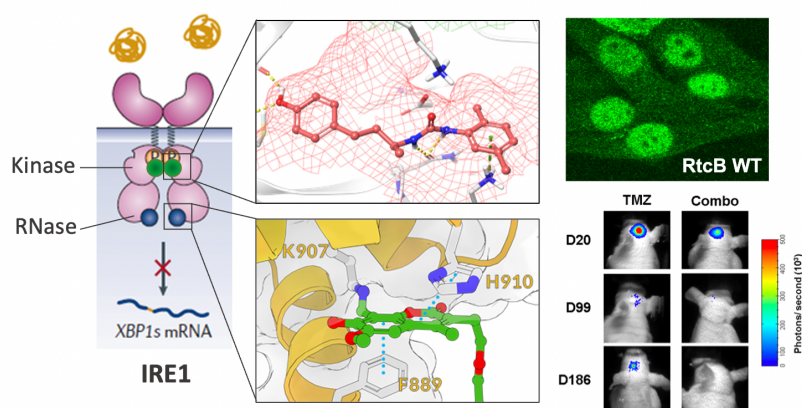 Kinase
RNase
XBP1s mRNA
IRE1
K907
H910
F889
RtcB WT
TMZ
Combo
D20
D99
D186
500
400
300
200
100
0
Photons/ second (10³)